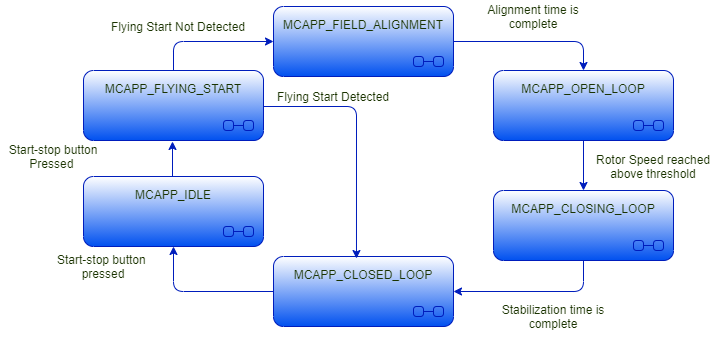 Alignment time is
complete
Flying Start Not Detected
MCAPP_FIELD_ALIGNMENT
MCAPP_FLYING_START
Flying Start Detected
MCAPP_OPEN_LOOP
Start-stop button
Pressed
Rotor Speed reached
above threshold
MCAPP_IDLE
MCAPP_CLOSING_LOOP
Start-stop button
pressed
MCAPP_CLOSED_LOOP
Stabilization time is
complete